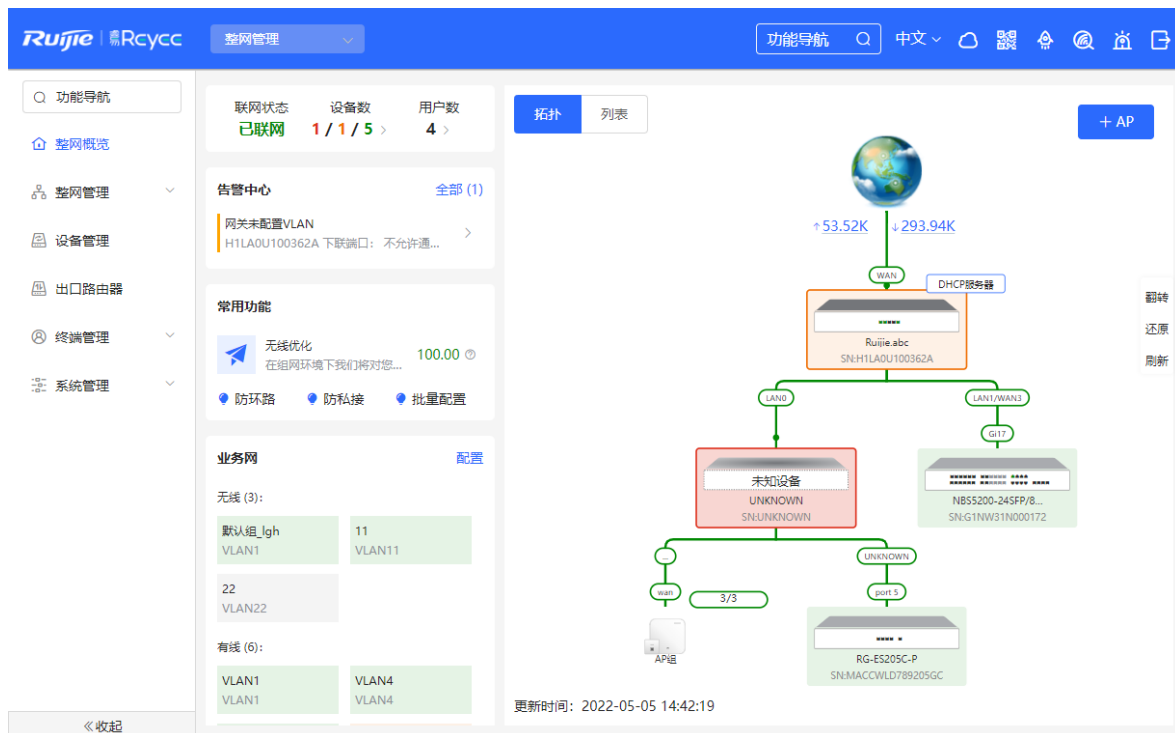 Ruijie 睿易Reyee
整网管理
功能导航
中文
功能导航
整网概览
整网管理
设备管理
出口路由器
终端管理
系统管理
《收起
联网状态 设备数 用户数
已联网 1 / 1 / 5 > 4 >
告警中心 全部 (1)
网关未配置VLAN
H1LA0U100362A 下联端口： 不允许通...
常用功能
无线优化
在组网环境下我们将对您...
100.00
防环路 防私接 批量配置
业务网 配置
无线 (3):
默认组_lgh 11
VLAN1 VLAN11
22
VLAN22
有线 (6):
VLAN1 VLAN4
VLAN1 VLAN4
拓扑 列表
+ AP
↑53.52K ↓293.94K
WAN
DHCP服务器
Ruijie.abc
SN:H1LA0U100362A
LAN0 LAN1/WAN3
Gi17
未知设备
UNKNOWN
SN:UNKNOWN
NBS5200-24SFP/8...
SN:G1NW31N000172
... UNKNOWN
wan 3/3 port 5
AP组
RG-ES205C-P
SN:MACCWLD789205GC
翻转
还原
刷新
更新时间：2022-05-05 14:42:19